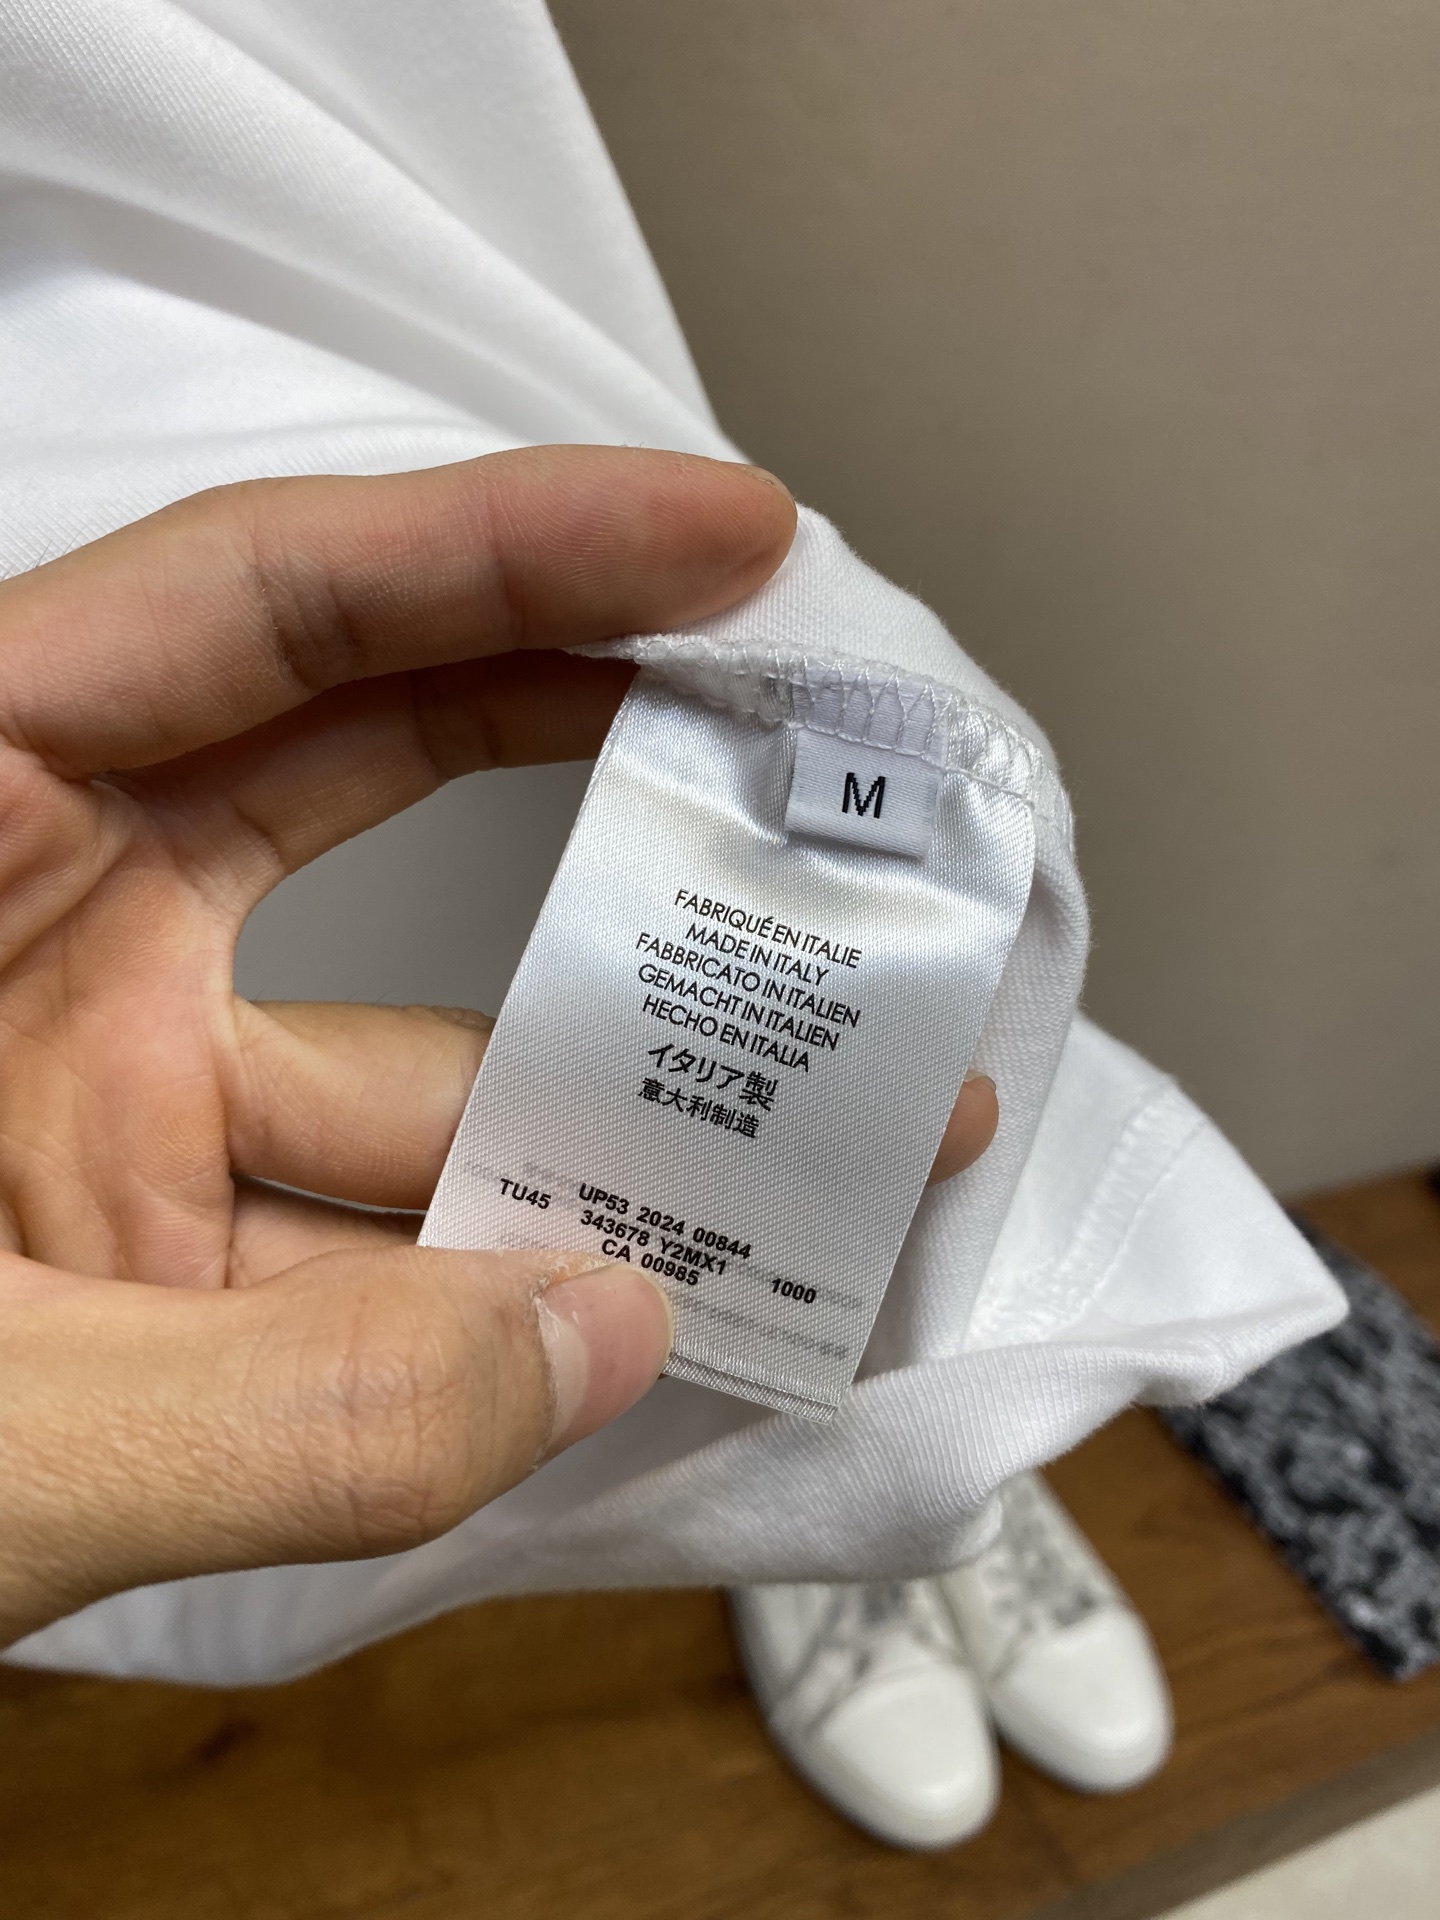 M
FABRIQUÉ EN ITALIE
MADE IN ITALY
FABBRICATO IN ITALIEN
GEMACHT IN ITALIEN
HECHO EN ITALIA
イタリア製
意大利制造
UP53 2024 00844
TU45 343678 Y2MX1 1000
CA 00985